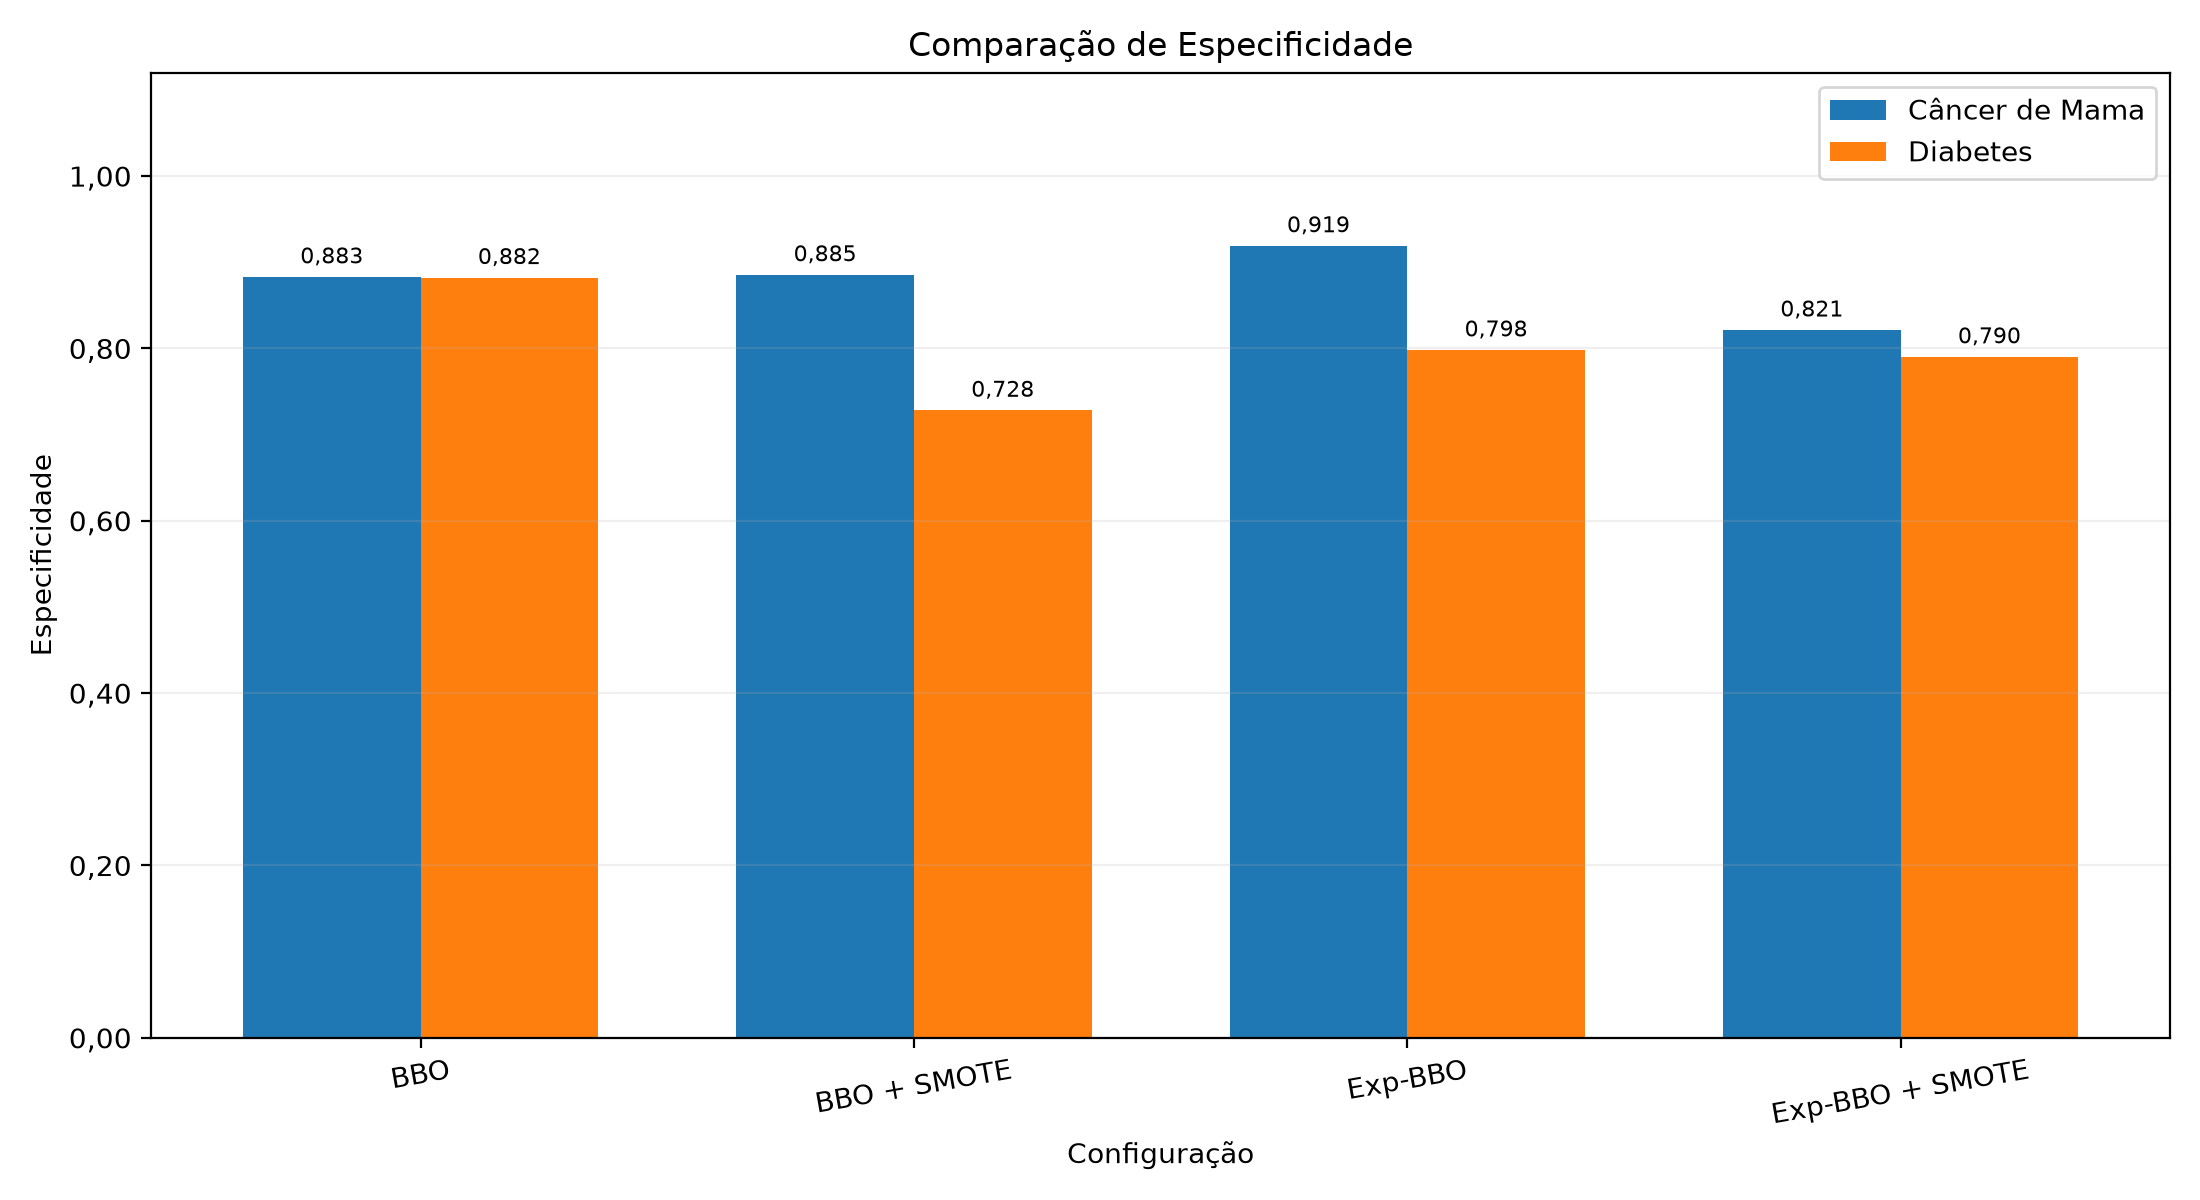 Comparação de Especificidade
Câncer de Mama
Diabetes
Especificidade
1,00
0,80
0,60
0,40
0,20
0,00
0,883
0,882
0,885
0,728
0,919
0,798
0,821
0,790
BBO
BBO + SMOTE
Exp-BBO
Exp-BBO + SMOTE
Configuração